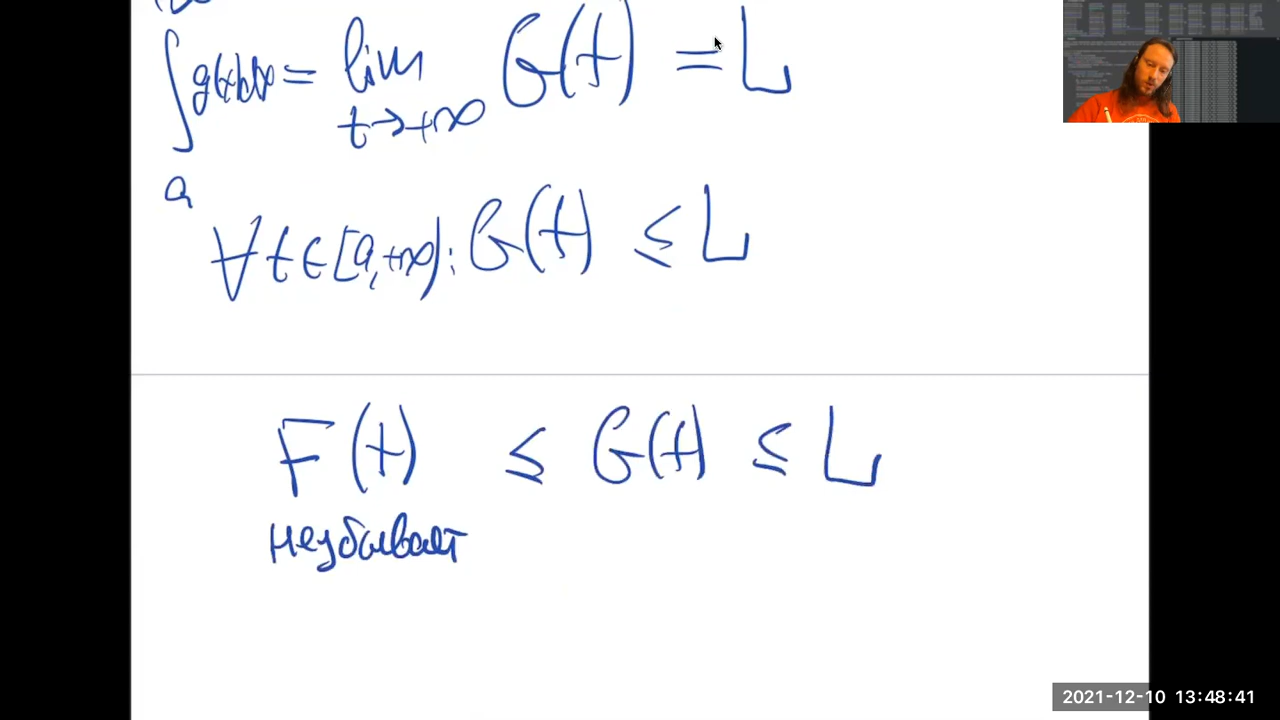 ∫ g(x)dx = lim G(t) = L
a t→+∞
∀t∈[a,+∞): G(t) ≤ L
F(t) ≤ G(t) ≤ L
неубывает
2021-12-10 13:48:41